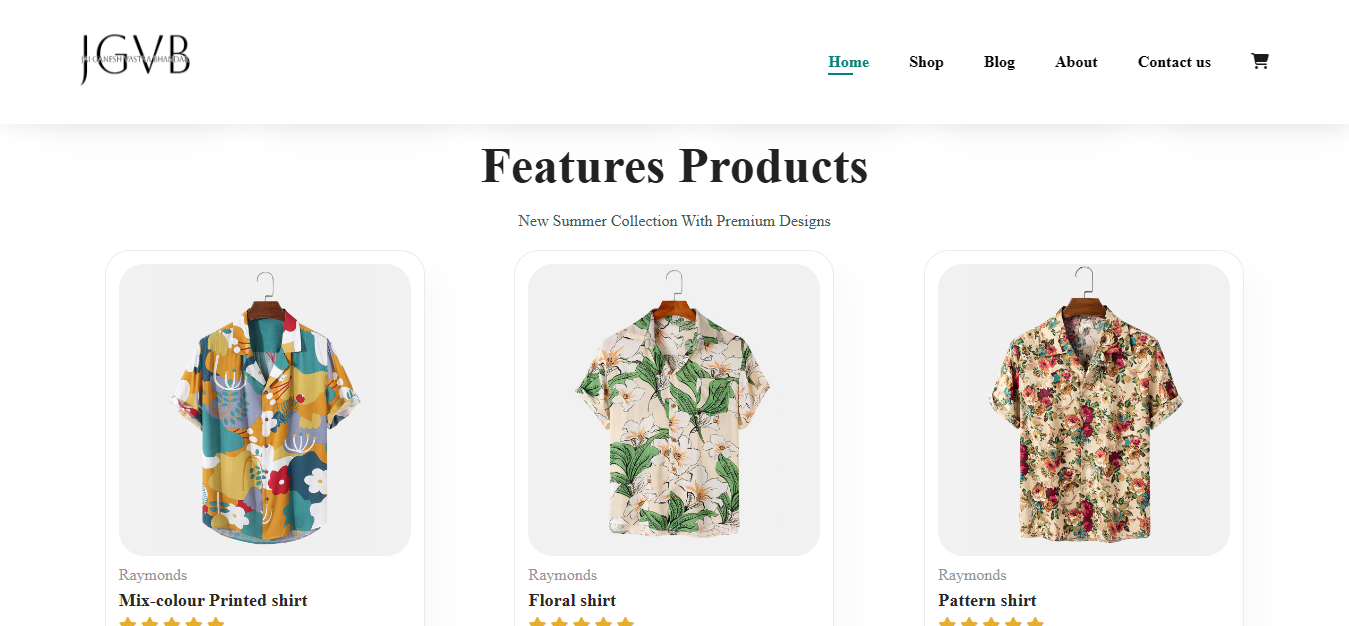 JGVB
JAI GANESH VASTRA BHANDAR
Home Shop Blog About Contact us
Features Products
New Summer Collection With Premium Designs
Raymonds Raymonds Raymonds
Mix-colour Printed shirt Floral shirt Pattern shirt